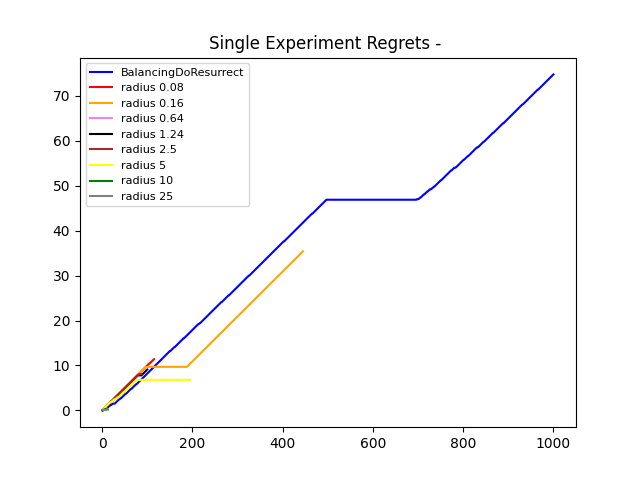 Single Experiment Regrets -
BalancingDoResurrect
radius 0.08
radius 0.16
radius 0.64
radius 1.24
radius 2.5
radius 5
radius 10
radius 25
70
60
50
40
30
20
10
0
0 200 400 600 800 1000